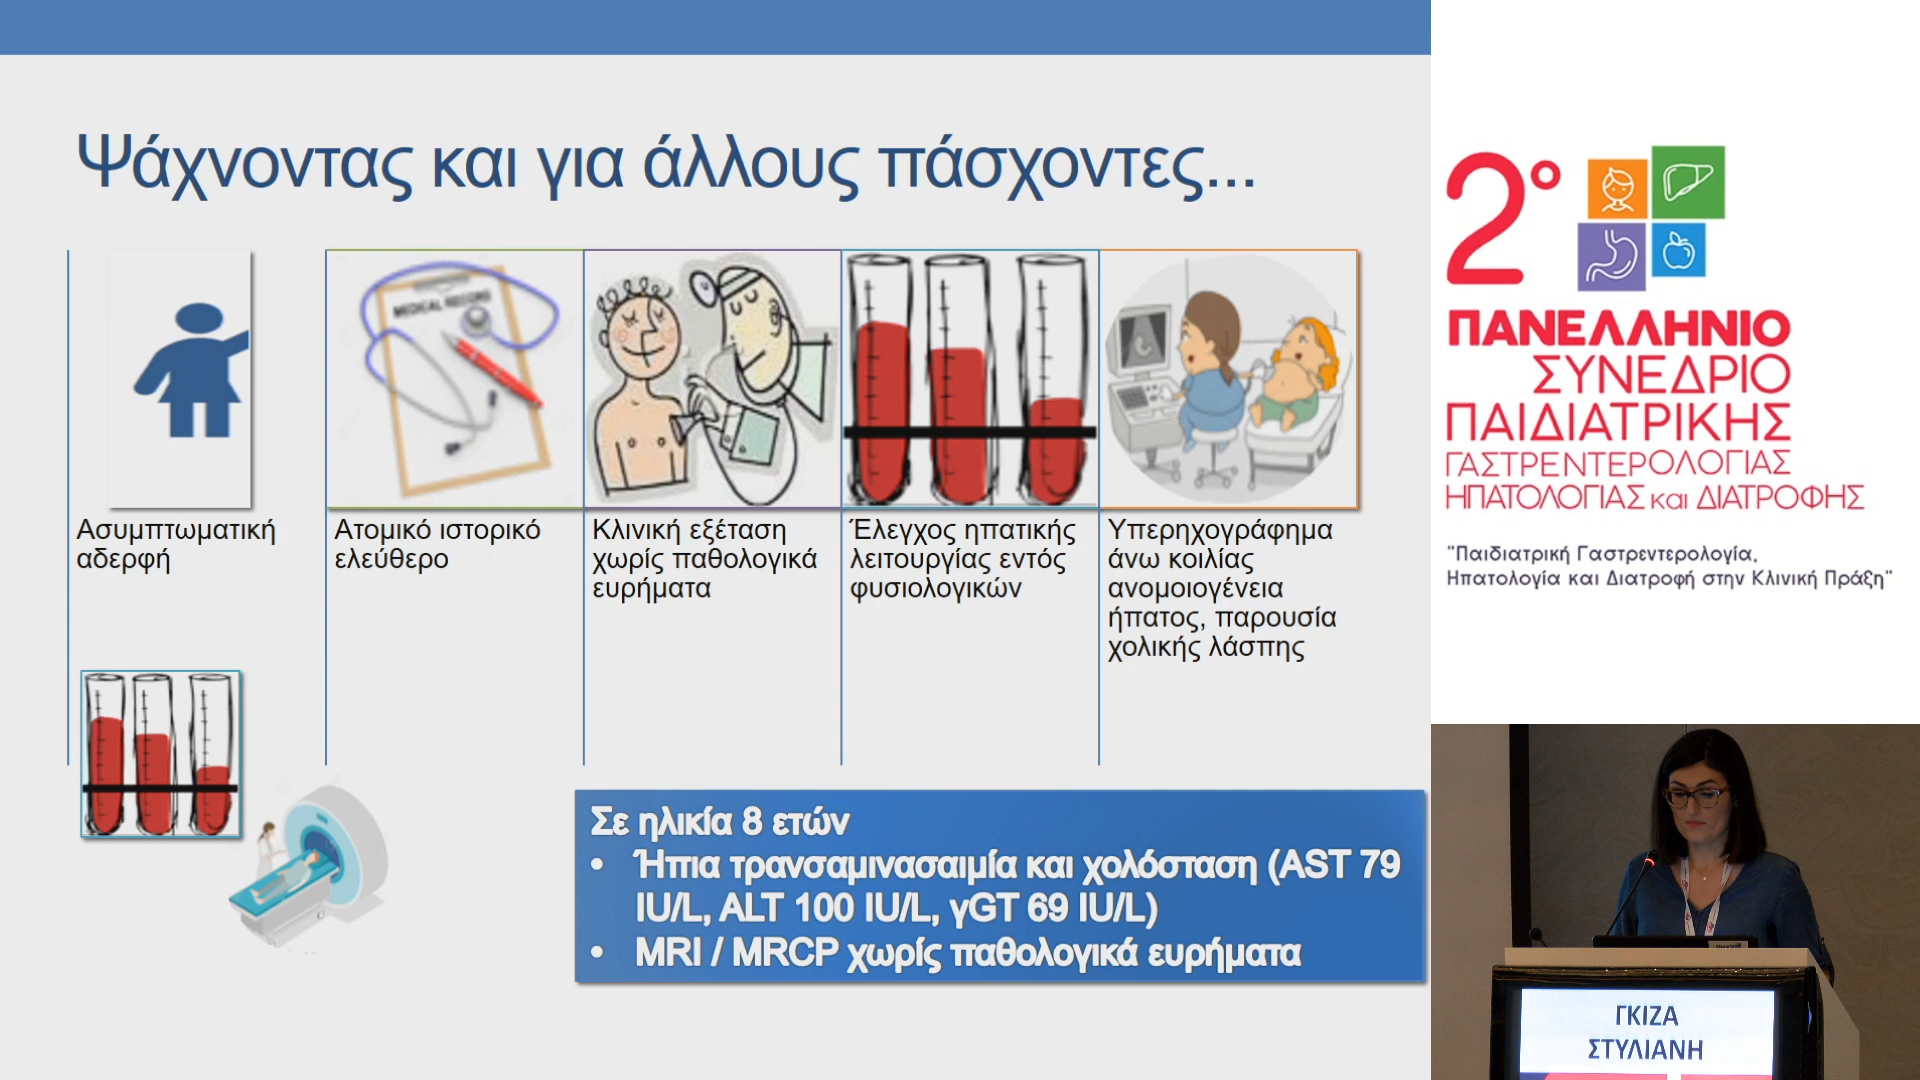 Ψάχνοντας και για άλλους πάσχοντες...
MEDICAL RECORD
Ασυμπτωματική
αδερφή
Ατομικό ιστορικό
ελεύθερο
Κλινική εξέταση
χωρίς παθολογικά
ευρήματα
Έλεγχος ηπατικής
λειτουργίας εντός
φυσιολογικών
Υπερηχογράφημα
άνω κοιλίας
ανομοιογένεια
ήπατος, παρουσία
χολικής λάσπης
Σε ηλικία 8 ετών
• Ήπια τρανσαμινασαιμία και χολόσταση (AST 79
IU/L, ALT 100 IU/L, γGT 69 IU/L)
• MRI / MRCP χωρίς παθολογικά ευρήματα
2°
ΠΑΝΕΛΛΗΝΙΟ
ΣΥΝΕΔΡΙΟ
ΠΑΙΔΙΑΤΡΙΚΗΣ
ΓΑΣΤΡΕΝΤΕΡΟΛΟΓΙΑΣ
ΗΠΑΤΟΛΟΓΙΑΣ και ΔΙΑΤΡΟΦΗΣ
"Παιδιατρική Γαστρεντερολογία,
Ηπατολογία και Διατροφή στην Κλινική Πράξη"
ΓΚΙΖΑ
ΣΤΥΛΙΑΝΗ